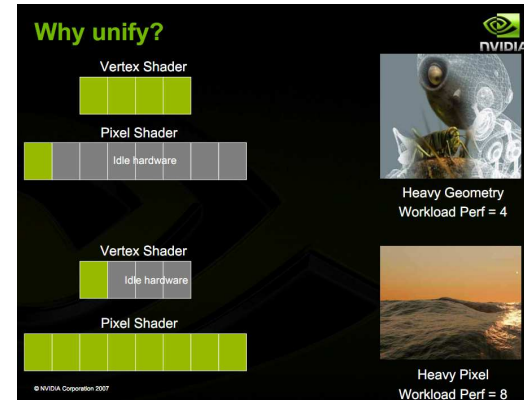 Why unify?
NVIDIA
Vertex Shader
Pixel Shader
Idle hardware
Heavy Geometry
Workload Perf = 4
Vertex Shader
Idle hardware
Pixel Shader
Heavy Pixel
Workload Perf = 8
© NVIDIA Corporation 2007